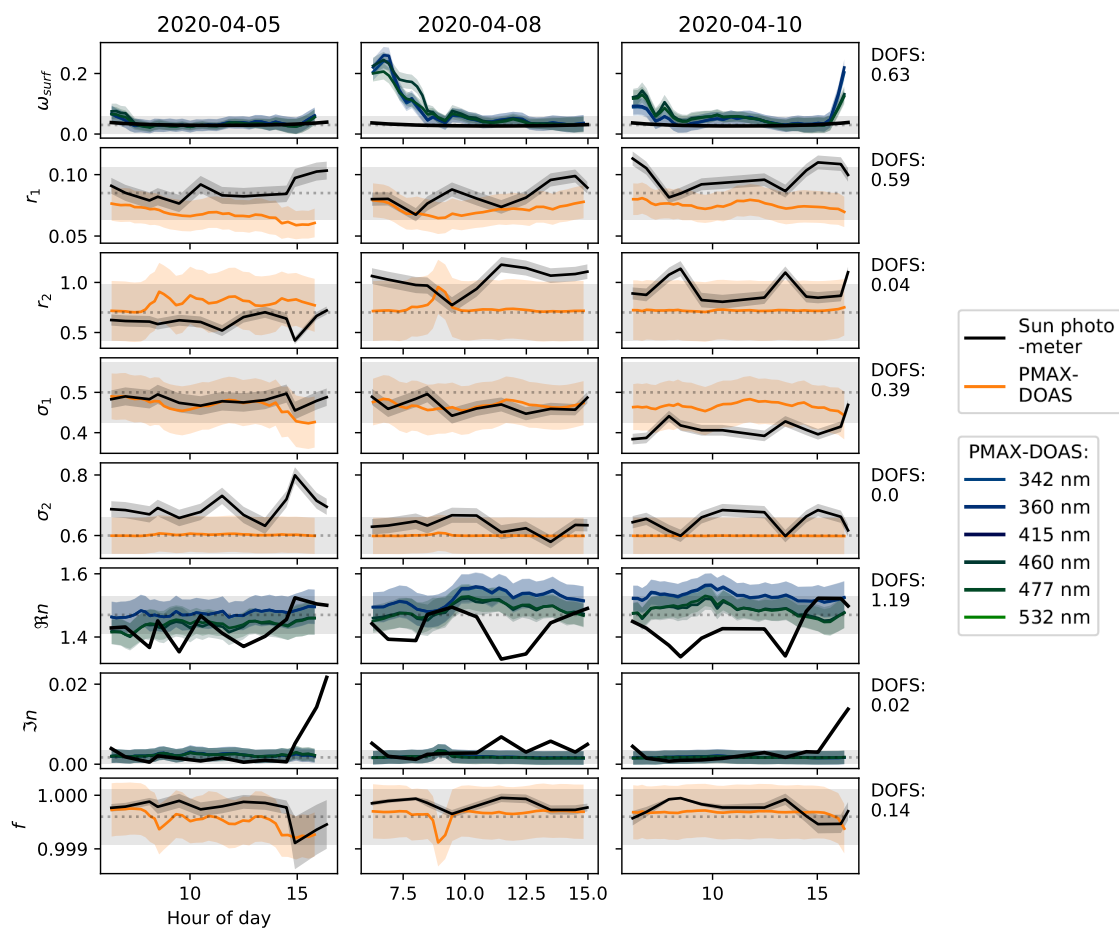 2020-04-05 2020-04-08 2020-04-10
ω_surf 0.2 0.0 DOFS: 0.63
r₁ 0.10 0.05 DOFS: 0.59
r₂ 1.0 0.5 DOFS: 0.04
σ₁ 0.5 0.4 DOFS: 0.39
σ₂ 0.8 0.6 DOFS: 0.0
ℜn 1.6 1.4 DOFS: 1.19
ℑn 0.02 0.00 DOFS: 0.02
f 1.000 0.999 DOFS: 0.14
10 15 7.5 10.0 12.5 15.0 10 15
Hour of day
Sun photo
-meter
PMAX-
DOAS
PMAX-DOAS:
342 nm
360 nm
415 nm
460 nm
477 nm
532 nm